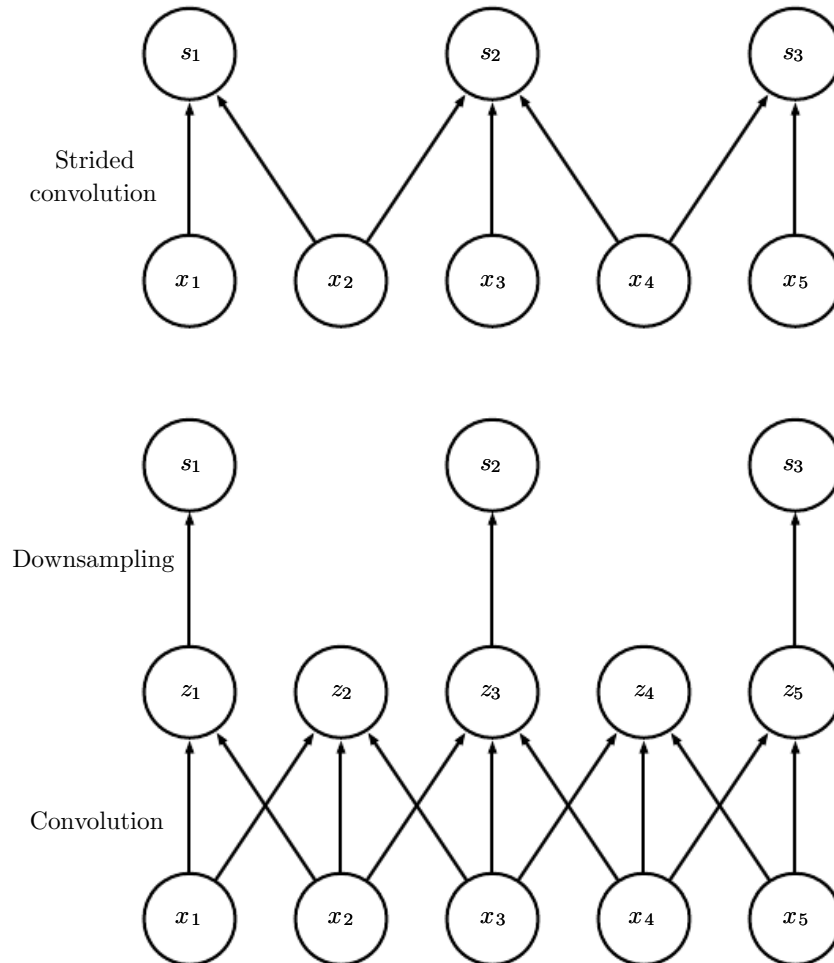 s₁ s₂ s₃
Strided
convolution
x₁ x₂ x₃ x₄ x₅
s₁ s₂ s₃
Downsampling
z₁ z₂ z₃ z₄ z₅
Convolution
x₁ x₂ x₃ x₄ x₅